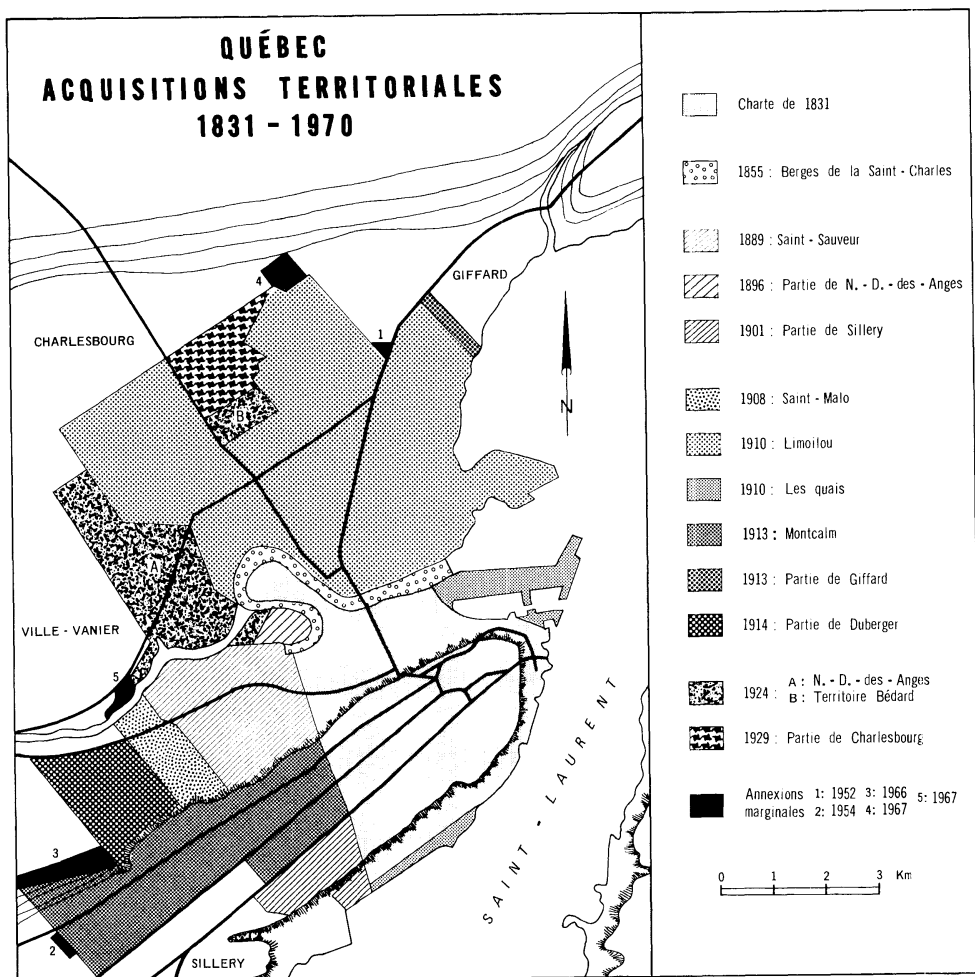 QUÉBEC
ACQUISITIONS TERRITORIALES
1831 - 1970
CHARLESBOURG
GIFFARD
VILLE - VANIER
SILLERY
SAINT - LAURENT
N
A
B
1
2
3
4
5
Charte de 1831
1855 : Berges de la Saint - Charles
1889 : Saint - Sauveur
1896 : Partie de N. - D. - des - Anges
1901 : Partie de Sillery
1908 : Saint - Malo
1910 : Limoilou
1910 : Les quais
1913 : Montcalm
1913 : Partie de Giffard
1914 : Partie de Duberger
1924 : A : N. - D. - des - Anges
B : Territoire Bédard
1929 : Partie de Charlesbourg
Annexions 1: 1952 3: 1966 5: 1967
marginales 2: 1954 4: 1967
0 1 2 3 Km